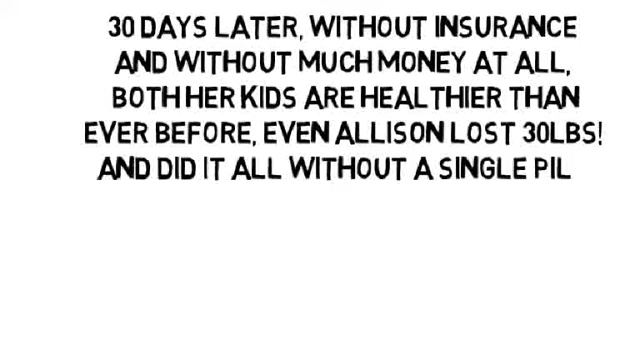 30 DAYS LATER, WITHOUT INSURANCE
AND WITHOUT MUCH MONEY AT ALL,
BOTH HER KIDS ARE HEALTHIER THAN
EVER BEFORE, EVEN ALLISON LOST 30LBS!
AND DID IT ALL WITHOUT A SINGLE PIL